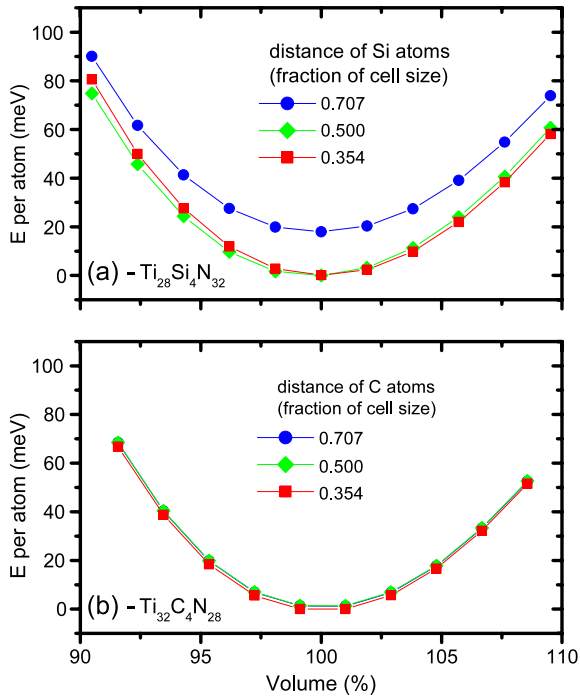 100
80
60
40
20
0
E per atom (meV)
distance of Si atoms
(fraction of cell size)
0.707
0.500
0.354
(a) - Ti₂₈Si₄N₃₂
100
80
60
40
20
0
E per atom (meV)
distance of C atoms
(fraction of cell size)
0.707
0.500
0.354
(b) - Ti₃₂C₄N₂₈
90 95 100 105 110
Volume (%)